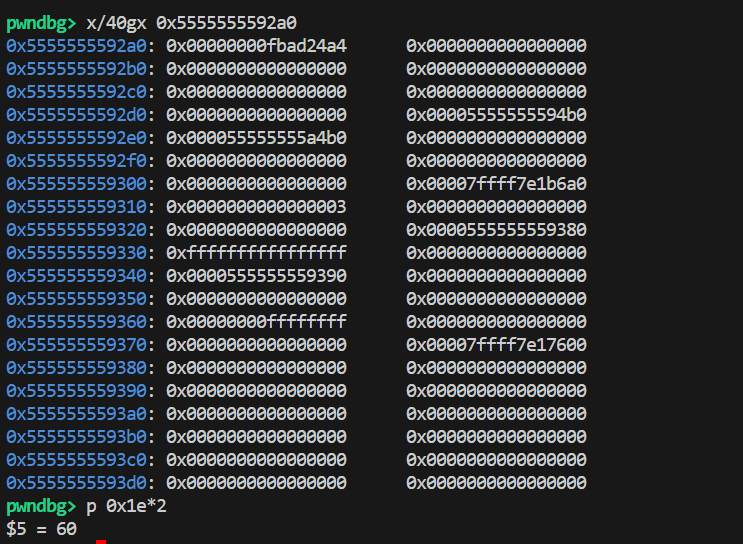 pwndbg> x/40gx 0x5555555592a0
0x5555555592a0: 0x00000000fbad24a4 0x0000000000000000
0x5555555592b0: 0x0000000000000000 0x0000000000000000
0x5555555592c0: 0x0000000000000000 0x0000000000000000
0x5555555592d0: 0x0000000000000000 0x00005555555594b0
0x5555555592e0: 0x000055555555a4b0 0x0000000000000000
0x5555555592f0: 0x0000000000000000 0x0000000000000000
0x555555559300: 0x0000000000000000 0x00007ffff7e1b6a0
0x555555559310: 0x0000000000000003 0x0000000000000000
0x555555559320: 0x0000000000000000 0x0000555555559380
0x555555559330: 0xffffffffffffffff 0x0000000000000000
0x555555559340: 0x0000555555559390 0x0000000000000000
0x555555559350: 0x0000000000000000 0x0000000000000000
0x555555559360: 0x00000000ffffffff 0x0000000000000000
0x555555559370: 0x0000000000000000 0x00007ffff7e17600
0x555555559380: 0x0000000000000000 0x0000000000000000
0x555555559390: 0x0000000000000000 0x0000000000000000
0x5555555593a0: 0x0000000000000000 0x0000000000000000
0x5555555593b0: 0x0000000000000000 0x0000000000000000
0x5555555593c0: 0x0000000000000000 0x0000000000000000
0x5555555593d0: 0x0000000000000000 0x0000000000000000
pwndbg> p 0x1e*2
$5 = 60